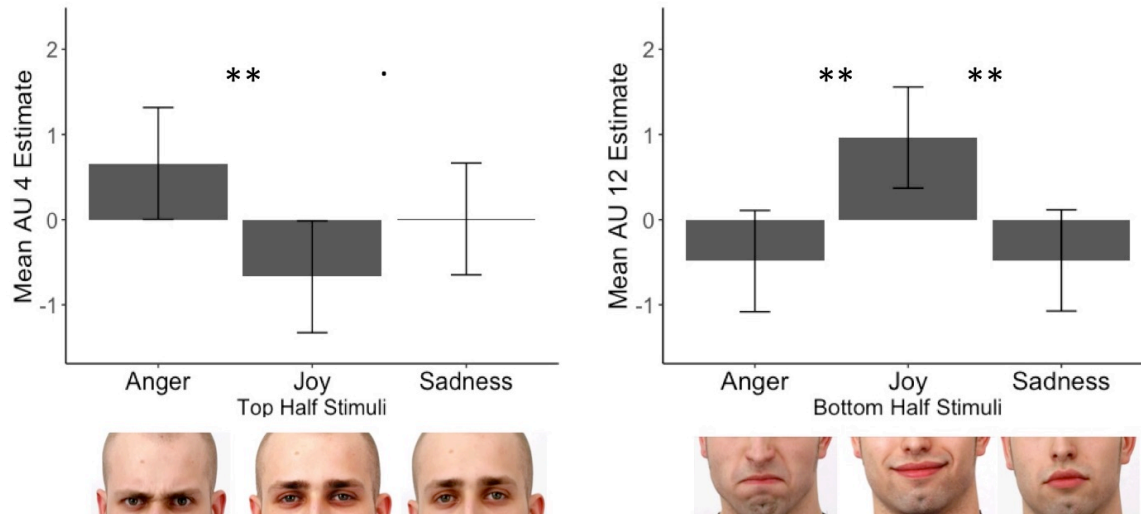 Mean AU 4 Estimate
2
1
0
-1
** .
Anger Joy Sadness
Top Half Stimuli
Mean AU 12 Estimate
2
1
0
-1
** **
Anger Joy Sadness
Bottom Half Stimuli